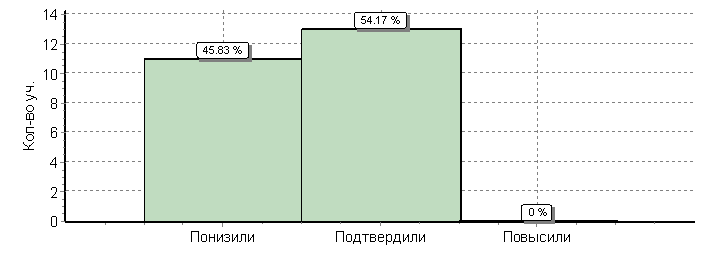 14
54.17 %
12
45.83 %
10
8
6
4
2
0 %
0
Кол-во уч.
Понизили
Подтвердили
Повысили